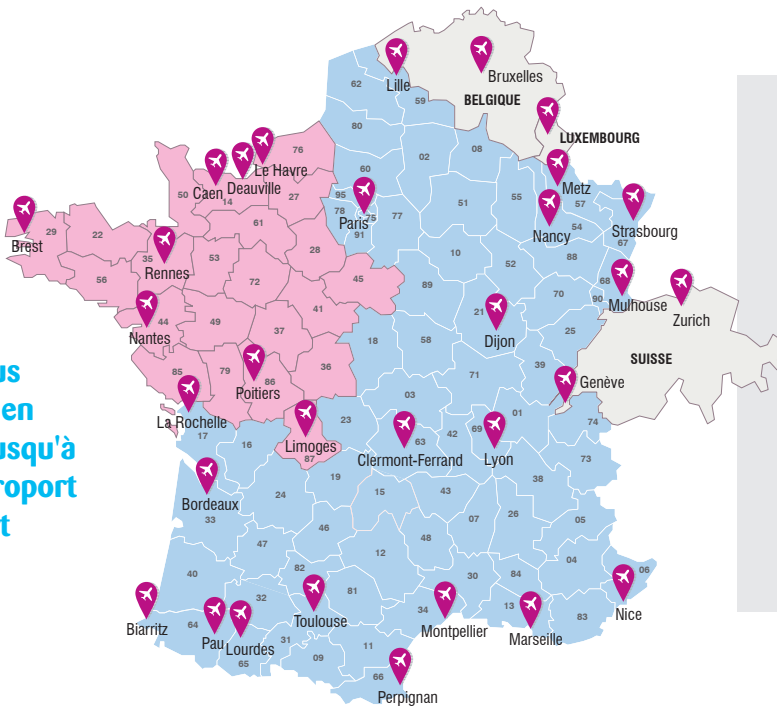 Lille
Bruxelles
BELGIQUE
LUXEMBOURG
62
59
80
02
08
76
Le Havre
Deauville
Caen
50
14
27
60
95
78
75
Paris
91
77
51
55
Metz
57
54
Nancy
Strasbourg
67
Brest
29
22
35
Rennes
56
53
61
28
72
45
10
52
88
68
Mulhouse
90
70
Zurich
89
41
Nantes
44
49
37
18
58
21
Dijon
25
SUISSE
39
85
79
86
Poitiers
36
71
Genève
03
La Rochelle
17
16
Limoges
87
23
63
Clermont-Ferrand
42
69
Lyon
01
74
73
us
en
usqu'à
roport
t
Bordeaux
33
24
19
15
43
38
07
26
05
46
48
47
12
04
06
40
82
32
81
30
84
Biarritz
64
Pau
Lourdes
65
31
Toulouse
34
Montpellier
13
Marseille
83
Nice
09
11
66
Perpignan